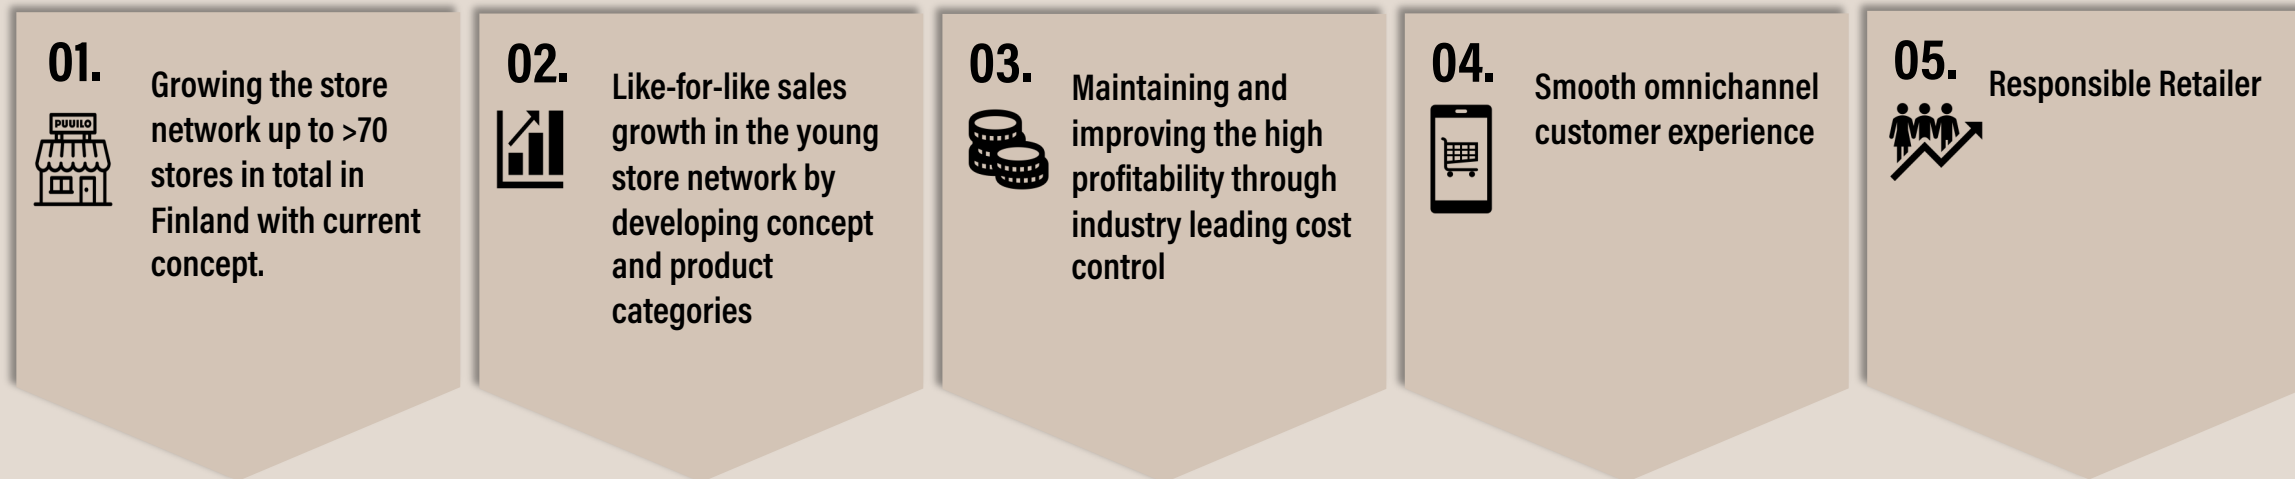 01.
PUUILO
Growing the store
network up to >70
stores in total in
Finland with current
concept.
02.
Like-for-like sales
growth in the young
store network by
developing concept
and product
categories
03.
Maintaining and
improving the high
profitability through
industry leading cost
control
04.
Smooth omnichannel
customer experience
05.
Responsible Retailer